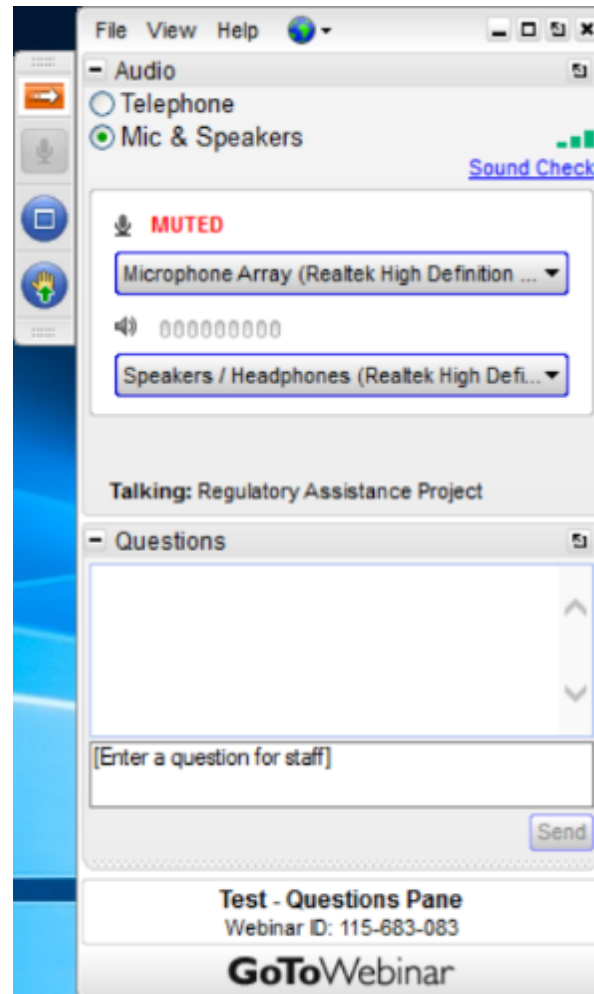 File View Help
Audio
Telephone
Mic & Speakers
Sound Check
MUTED
Microphone Array (Realtek High Definition ...
000000000
Speakers / Headphones (Realtek High Defi...
Talking: Regulatory Assistance Project
Questions
[Enter a question for staff]
Send
Test - Questions Pane
Webinar ID: 115-683-083
GoToWebinar